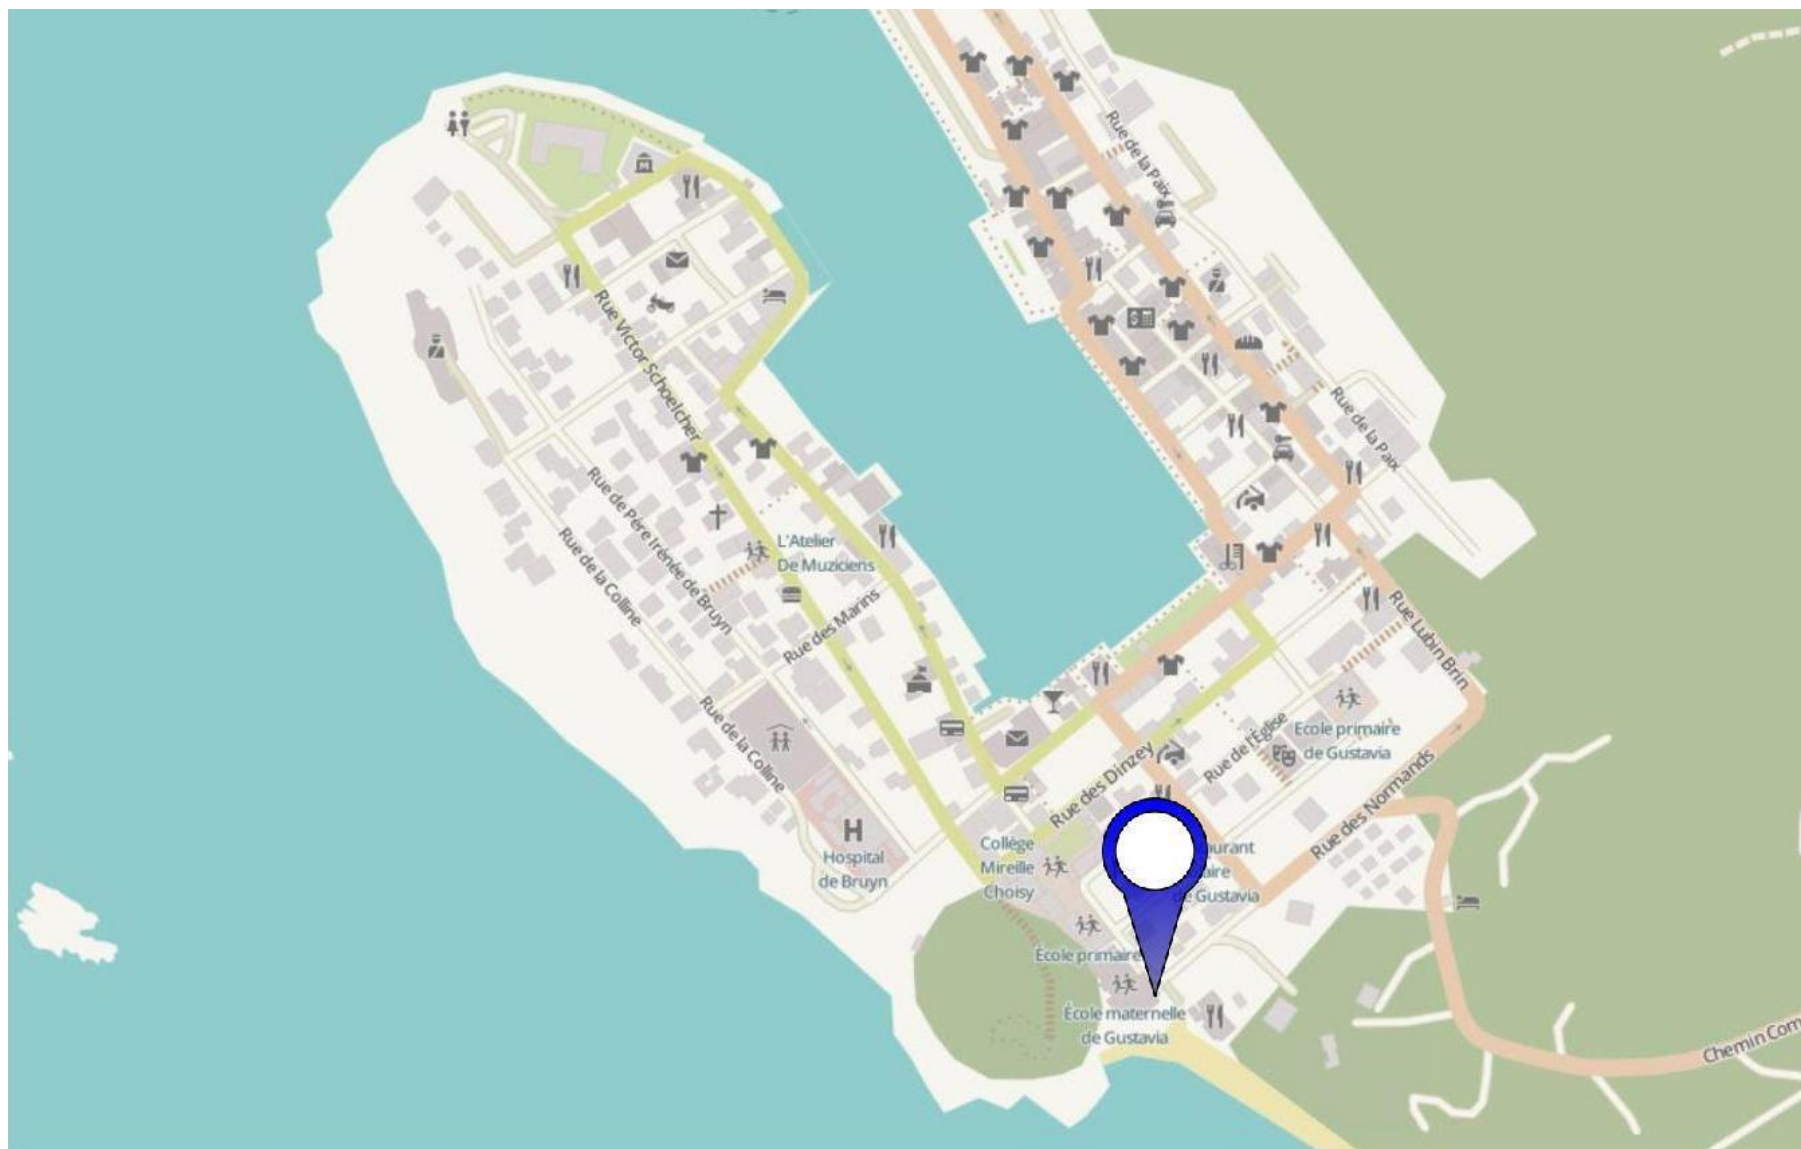 Rue de la Paix
Rue Victor Schoelcher
Rue de la Paix
Rue de Père Irénée de Bruyn
L'Atelier
De Muziciens
Rue de la Colline
Rue des Marins
Rue Lubin Brin
Rue de la Colline
Rue de l'Église
Ecole primaire
de Gustavia
Rue des Dinzey
Rue des Normands
H
Hospital
de Bruyn
Collège
Mireille
Choisy
de Gustavia
École primaire
École maternelle
de Gustavia
Chemin Com